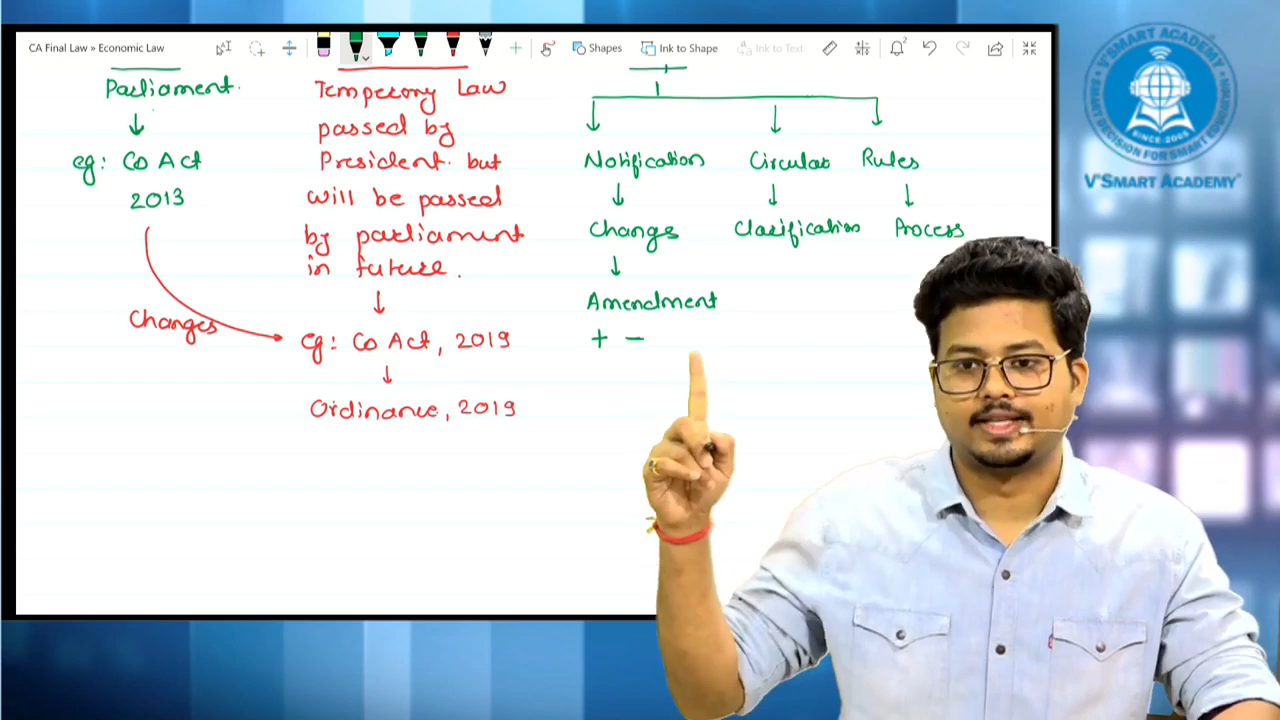 CA Final Law » Economic Law
Shapes
Ink to Shape
Ink to Text
Parliament.
eg: Co Act
2013
Changes
Temperory Law
passed by
President. but
will be passed
by parliament
in future.
eg: Co Act, 2019
Ordinance, 2019
Notification
Changes
Amendment
+ -
Circular
Clarification
Rules
Process
V'SMART ACADEMY
SINCE-2005
V'SMART ACADEMY